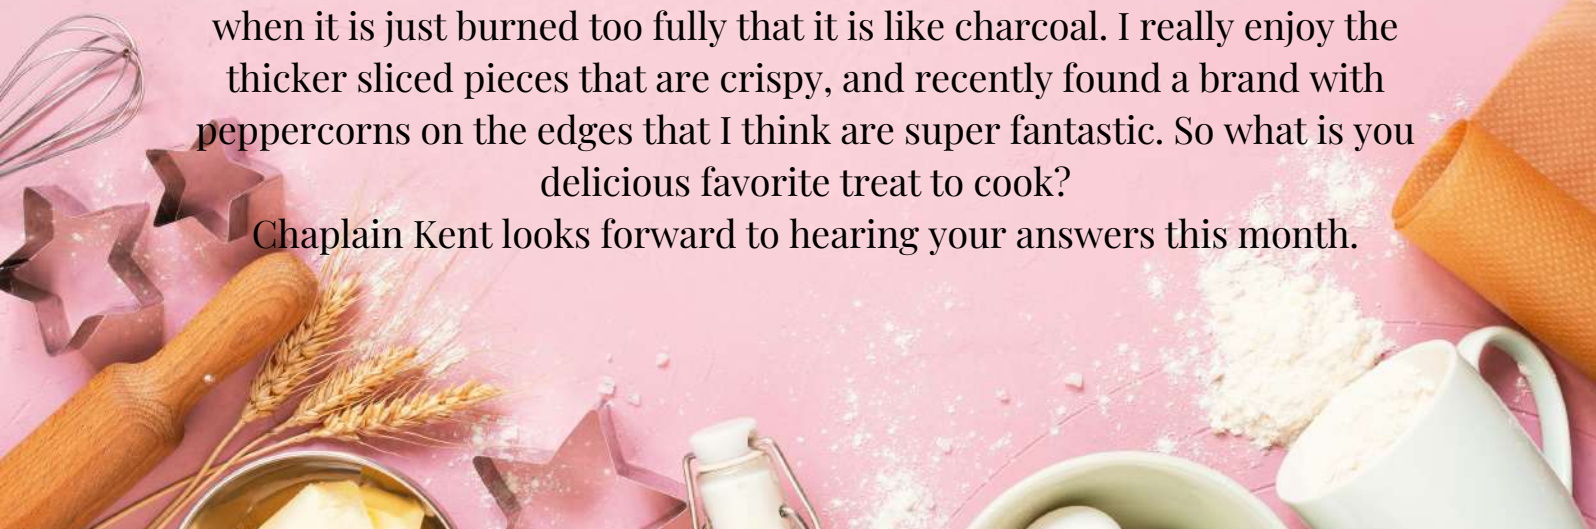 when it is just burned too fully that it is like charcoal. I really enjoy the
thicker sliced pieces that are crispy, and recently found a brand with
peppercorns on the edges that I think are super fantastic. So what is you
delicious favorite treat to cook?
Chaplain Kent looks forward to hearing your answers this month.